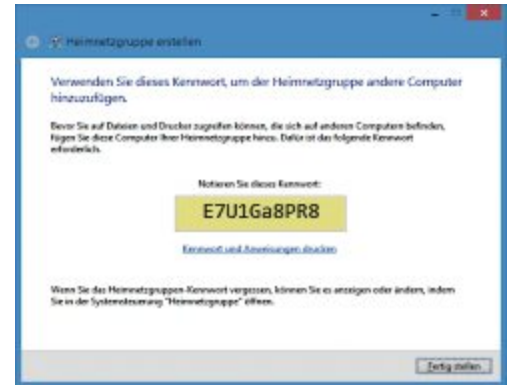 Heimnetzgruppe erstellen
Verwenden Sie dieses Kennwort, um der Heimnetzgruppe andere Computer
hinzuzufügen.
Bevor Sie auf Dateien und Drucker zugreifen können, die sich auf anderen Computern befinden,
fügen Sie diese Computer Ihrer Heimnetzgruppe hinzu. Dafür ist das folgende Kennwort
erforderlich.
Notieren Sie dieses Kennwort:
E7U1Ga8PR8
Kennwort und Anweisungen drucken
Wenn Sie das Heimnetzgruppen-Kennwort vergessen, können Sie es anzeigen oder ändern, indem
Sie in der Systemsteuerung "Heimnetzgruppe" öffnen.
Fertig stellen